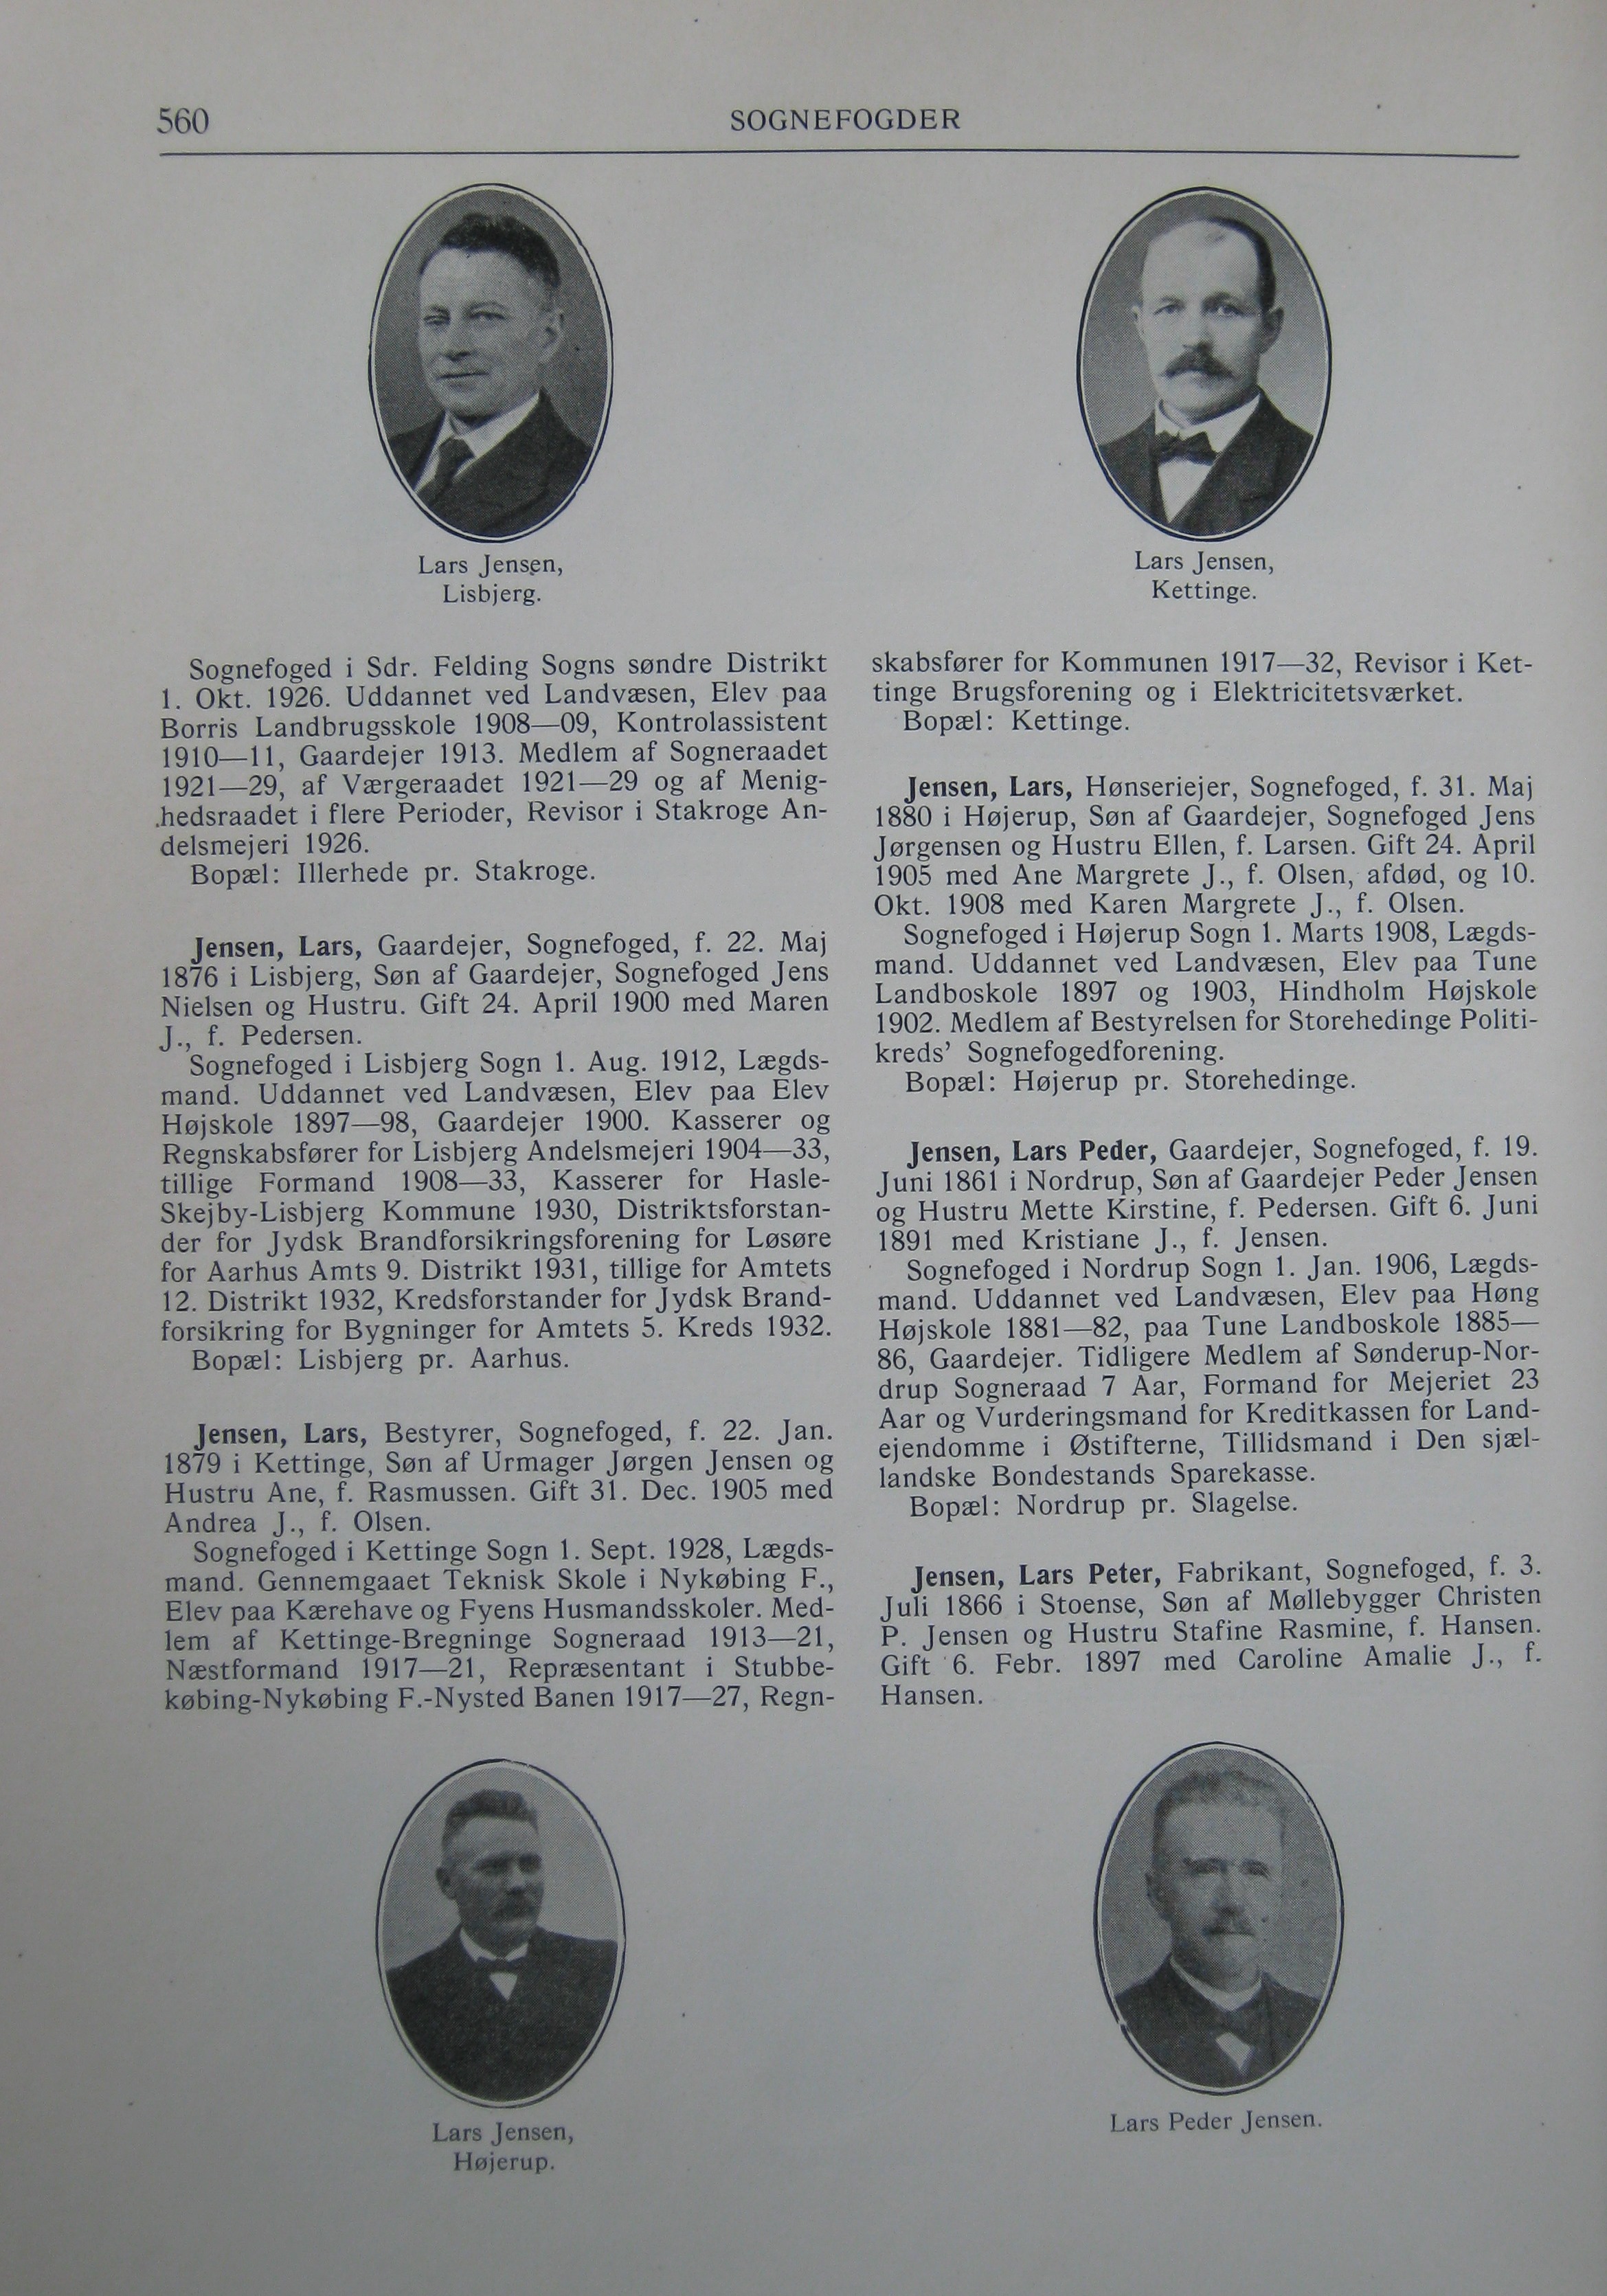 560
SOGNEFOGDER
Lars Jensen,
Lisbjerg.
Lars Jensen,
Kettinge.
Sognefoged i Sdr. Felding Sogns søndre Distrikt
1. Okt. 1926. Uddannet ved Landvæsen, Elev paa
Borris Landbrugsskole 1908—09, Kontrolassistent
1910—11, Gaardejer 1913. Medlem af Sogneraadet
1921—29, af Værgeraadet 1921—29 og af Menig-
hedsraadet i flere Perioder, Revisor i Stakroge An-
delsmejeri 1926.
Bopæl: Illerhede pr. Stakroge.
Jensen, Lars, Gaardejer, Sognefoged, f. 22. Maj
1876 i Lisbjerg, Søn af Gaardejer, Sognefoged Jens
Nielsen og Hustru. Gift 24. April 1900 med Maren
J., f. Pedersen.
Sognefoged i Lisbjerg Sogn 1. Aug. 1912, Lægds-
mand. Uddannet ved Landvæsen, Elev paa Elev
Højskole 1897—98, Gaardejer 1900. Kasserer og
Regnskabsfører for Lisbjerg Andelsmejeri 1904—33,
tillige Formand 1908—33, Kasserer for Hasle-
Skejby-Lisbjerg Kommune 1930, Distriktsforstan-
der for Jydsk Brandforsikringsforening for Løsøre
for Aarhus Amts 9. Distrikt 1931, tillige for Amtets
12. Distrikt 1932, Kredsforstander for Jydsk Brand-
forsikring for Bygninger for Amtets 5. Kreds 1932.
Bopæl: Lisbjerg pr. Aarhus.
Jensen, Lars, Bestyrer, Sognefoged, f. 22. Jan.
1879 i Kettinge, Søn af Urmager Jørgen Jensen og
Hustru Ane, f. Rasmussen. Gift 31. Dec. 1905 med
Andrea J., f. Olsen.
Sognefoged i Kettinge Sogn 1. Sept. 1928, Lægds-
mand. Gennemgaaet Teknisk Skole i Nykøbing F.,
Elev paa Kærehave og Fyens Husmandsskoler. Med-
lem af Kettinge-Bregninge Sogneraad 1913—21,
Næstformand 1917—21, Repræsentant i Stubbe-
købing-Nykøbing F.-Nysted Banen 1917—27, Regn-
skabsfører for Kommunen 1917—32, Revisor i Ket-
tinge Brugsforening og i Elektricitetsværket.
Bopæl: Kettinge.
Jensen, Lars, Hønseriejer, Sognefoged, f. 31. Maj
1880 i Højerup, Søn af Gaardejer, Sognefoged Jens
Jørgensen og Hustru Ellen, f. Larsen. Gift 24. April
1905 med Ane Margrete J., f. Olsen, afdød, og 10.
Okt. 1908 med Karen Margrete J., f. Olsen.
Sognefoged i Højerup Sogn 1. Marts 1908, Lægds-
mand. Uddannet ved Landvæsen, Elev paa Tune
Landboskole 1897 og 1903, Hindholm Højskole
1902. Medlem af Bestyrelsen for Storehedinge Politi-
kreds' Sognefogedforening.
Bopæl: Højerup pr. Storehedinge.
Jensen, Lars Peder, Gaardejer, Sognefoged, f. 19.
Juni 1861 i Nordrup, Søn af Gaardejer Peder Jensen
og Hustru Mette Kirstine, f. Pedersen. Gift 6. Juni
1891 med Kristiane J., f. Jensen.
Sognefoged i Nordrup Sogn 1. Jan. 1906, Lægds-
mand. Uddannet ved Landvæsen, Elev paa Høng
Højskole 1881—82, paa Tune Landboskole 1885—
86, Gaardejer. Tidligere Medlem af Sønderup-Nor-
drup Sogneraad 7 Aar, Formand for Mejeriet 23
Aar og Vurderingsmand for Kreditkassen for Land-
ejendomme i Østifterne, Tillidsmand i Den sjæl-
landske Bondestands Sparekasse.
Bopæl: Nordrup pr. Slagelse.
Jensen, Lars Peter, Fabrikant, Sognefoged, f. 3.
Juli 1866 i Stoense, Søn af Møllebygger Christen
P. Jensen og Hustru Stafine Rasmine, f. Hansen.
Gift 6. Febr. 1897 med Caroline Amalie J., f.
Hansen.
Lars Jensen,
Højerup.
Lars Peder Jensen.